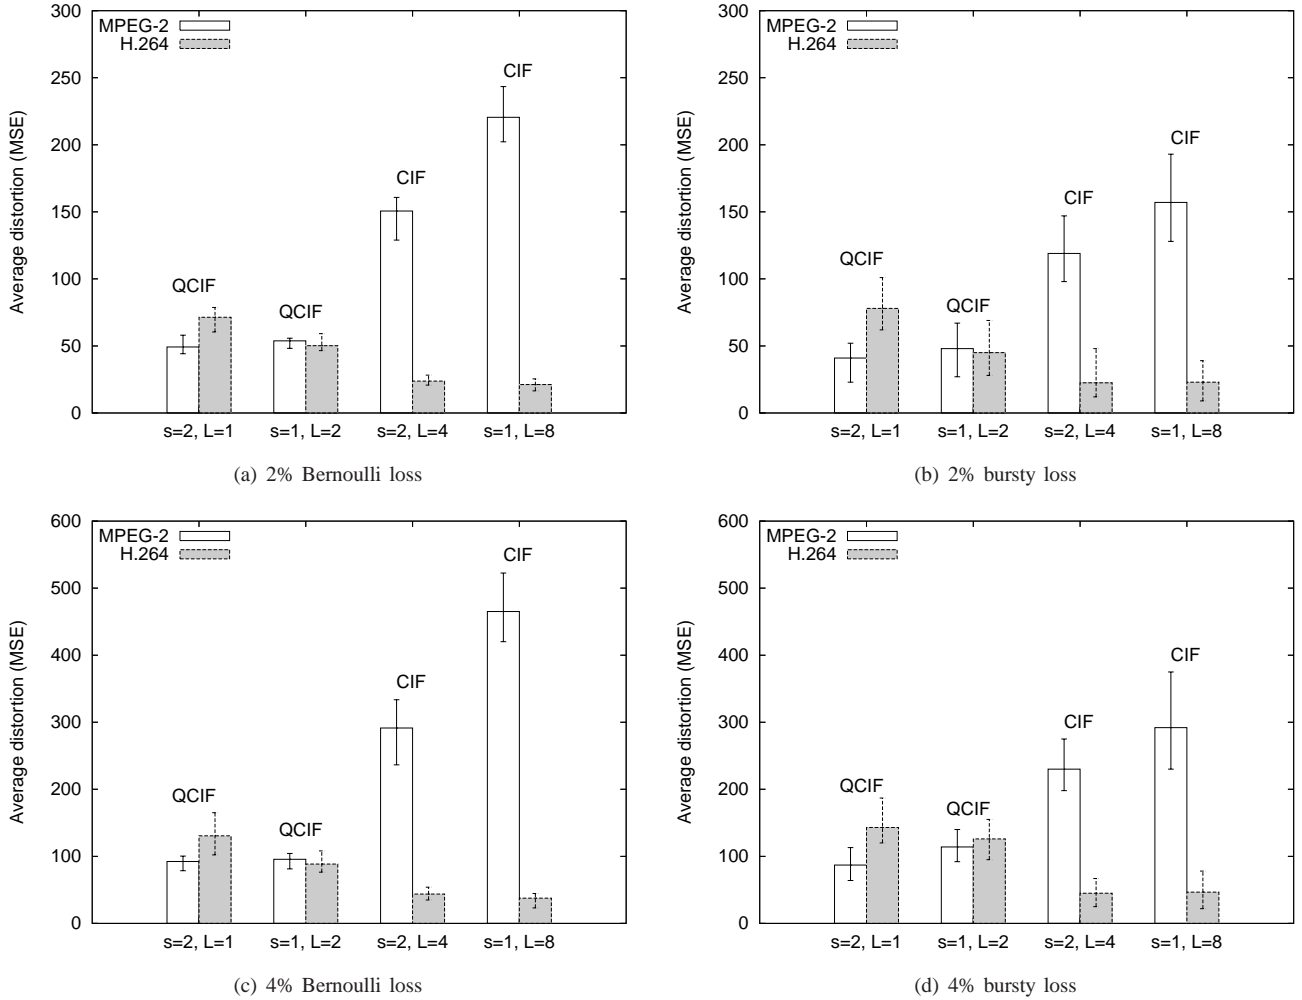 300
250
200
150
100
50
0
Average distortion (MSE)
MPEG-2
H.264
QCIF
QCIF
CIF
CIF
s=2, L=1
s=1, L=2
s=2, L=4
s=1, L=8
(a) 2% Bernoulli loss
300
250
200
150
100
50
0
Average distortion (MSE)
MPEG-2
H.264
QCIF
QCIF
CIF
CIF
s=2, L=1
s=1, L=2
s=2, L=4
s=1, L=8
(b) 2% bursty loss
600
500
400
300
200
100
0
Average distortion (MSE)
MPEG-2
H.264
QCIF
QCIF
CIF
CIF
s=2, L=1
s=1, L=2
s=2, L=4
s=1, L=8
(c) 4% Bernoulli loss
600
500
400
300
200
100
0
Average distortion (MSE)
MPEG-2
H.264
QCIF
QCIF
CIF
CIF
s=2, L=1
s=1, L=2
s=2, L=4
s=1, L=8
(d) 4% bursty loss